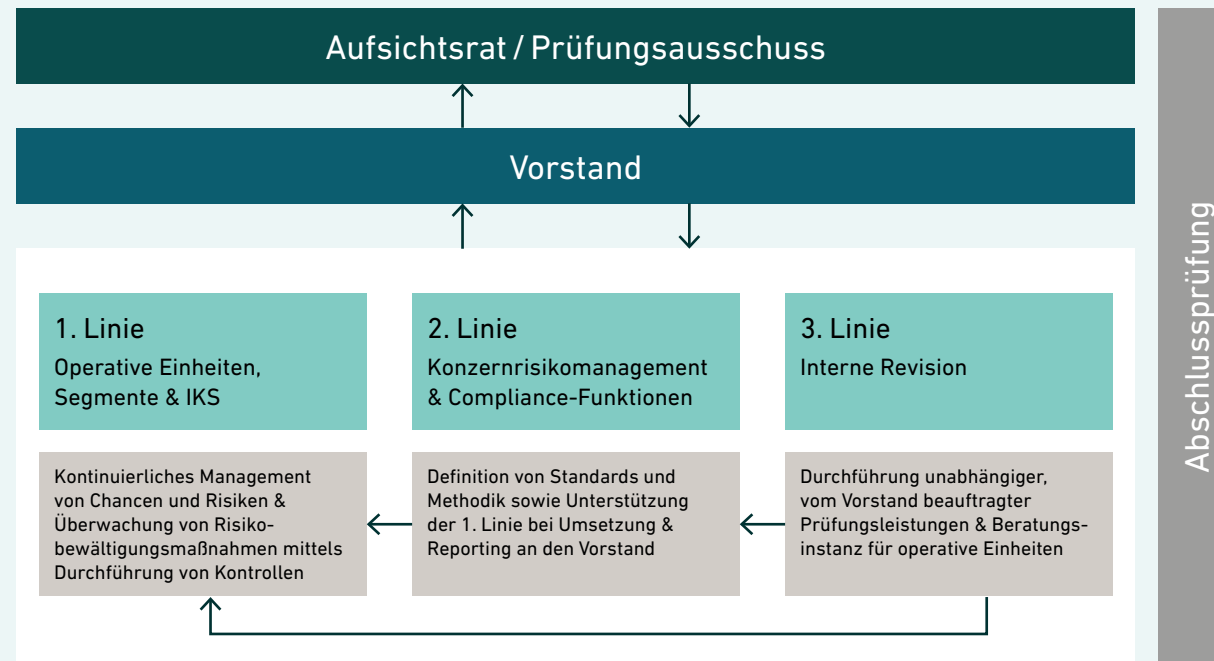 Aufsichtsrat / Prüfungsausschuss
Vorstand
1. Linie
Operative Einheiten,
Segmente & IKS
2. Linie
Konzernrisikomanagement
& Compliance-Funktionen
3. Linie
Interne Revision
Kontinuierliches Management
von Chancen und Risiken &
Überwachung von Risiko-
bewältigungsmaßnahmen mittels
Durchführung von Kontrollen
Definition von Standards und
Methodik sowie Unterstützung
der 1. Linie bei Umsetzung &
Reporting an den Vorstand
Durchführung unabhängiger,
vom Vorstand beauftragter
Prüfungsleistungen & Beratungs-
instanz für operative Einheiten
Abschlussprüfung